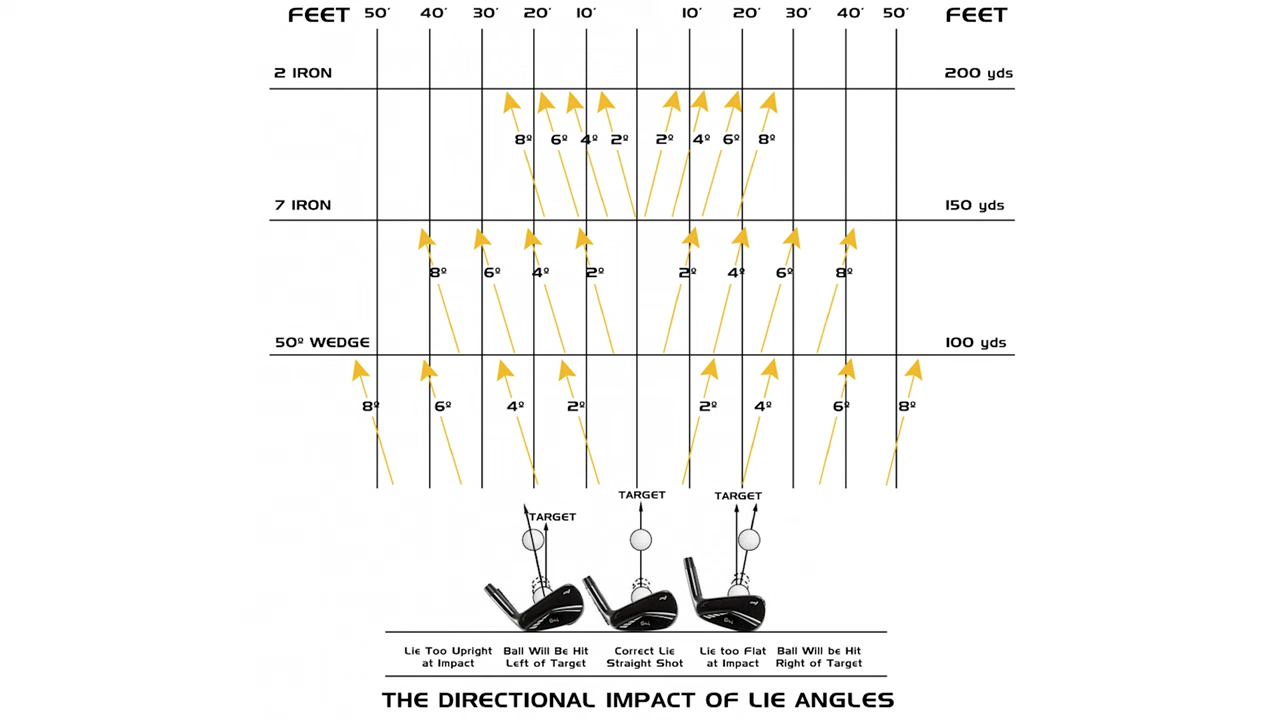 FEET 50′ 40′ 30′ 20′ 10′ 10′ 20′ 30′ 40′ 50′ FEET
2 IRON 200 yds
8º 6º 4º 2º 2º 4º 6º 8º
7 IRON 150 yds
8º 6º 4º 2º 2º 4º 6º 8º
50º WEDGE 100 yds
8º 6º 4º 2º 2º 4º 6º 8º
TARGET TARGET TARGET
Lie Too Upright
at Impact
Ball Will Be Hit
Left of Target
Correct Lie
Straight Shot
Lie too Flat
at Impact
Ball Will be Hit
Right of Target
THE DIRECTIONAL IMPACT OF LIE ANGLES